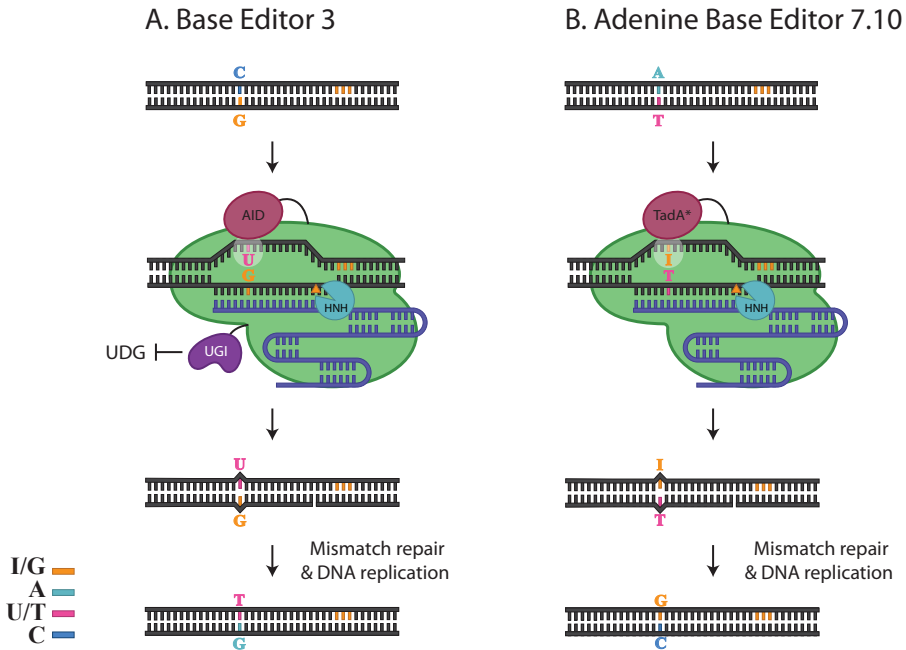 A. Base Editor 3
C
G
AID
U
G
HNH
UDG
UGI
U
G
Mismatch repair
& DNA replication
T
G
B. Adenine Base Editor 7.10
A
T
TadA*
I
T
HNH
I
T
Mismatch repair
& DNA replication
G
C
I/G
A
U/T
C